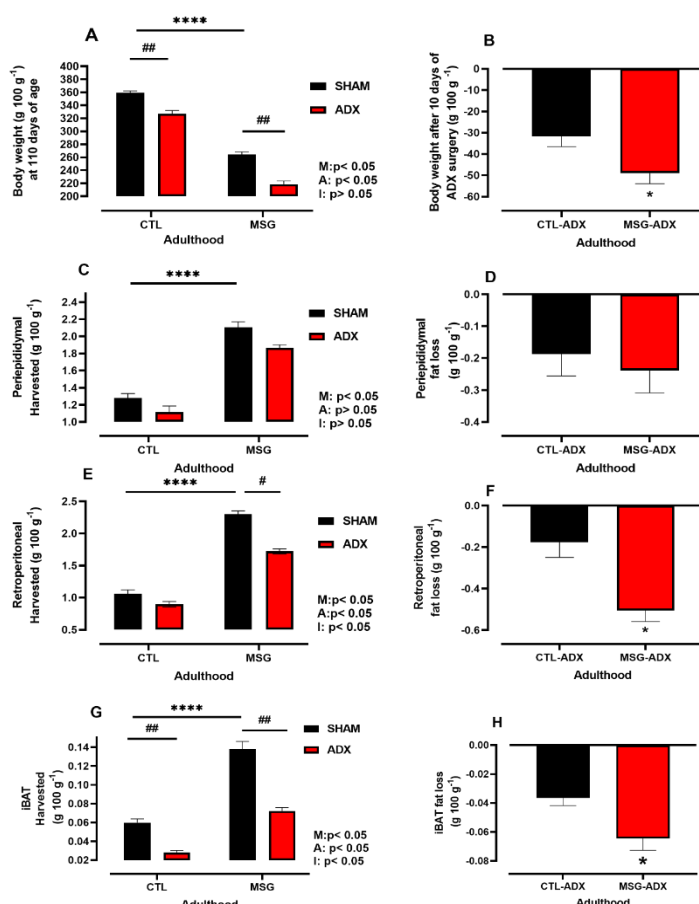 A
****
##
##
SHAM
ADX
M:p< 0.05
A: p< 0.05
I: p> 0.05
Body weight (g 100 g⁻¹)
at 110 days of age
360
340
320
300
280
260
240
220
200
CTL
MSG
Adulthood
B
Body weight after 10 days of
ADX surgery (g 100 g⁻¹)
0
-10
-20
-30
-40
-50
-60
*
CTL-ADX
MSG-ADX
Adulthood
C
****
SHAM
ADX
M: p< 0.05
A: p> 0.05
I: p> 0.05
Periepididymal
Harvested (g 100 g⁻¹)
2.4
2.2
2.0
1.8
1.6
1.4
1.2
1.0
CTL
MSG
Adulthood
D
Periepididymal
fat loss
(g 100 g⁻¹)
0.0
-0.1
-0.2
-0.3
-0.4
CTL-ADX
MSG-ADX
Adulthood
E
****
#
SHAM
ADX
M:p< 0.05
A:p< 0.05
I: p< 0.05
Retroperitoneal
Harvested (g 100 g⁻¹)
2.5
2.0
1.5
1.0
0.5
CTL
MSG
Adulthood
F
Retroperitoneal
fat loss (g 100 g⁻¹)
0.0
-0.2
-0.4
-0.6
*
CTL-ADX
MSG-ADX
Adulthood
G
****
##
##
SHAM
ADX
M:p< 0.05
A: p< 0.05
I: p< 0.05
iBAT
Harvested
(g 100 g⁻¹)
0.14
0.12
0.10
0.08
0.06
0.04
0.02
CTL
MSG
Adulthood
H
iBAT fat loss
(g 100 g⁻¹)
0.00
-0.02
-0.04
-0.06
-0.08
*
CTL-ADX
MSG-ADX
Adulthood